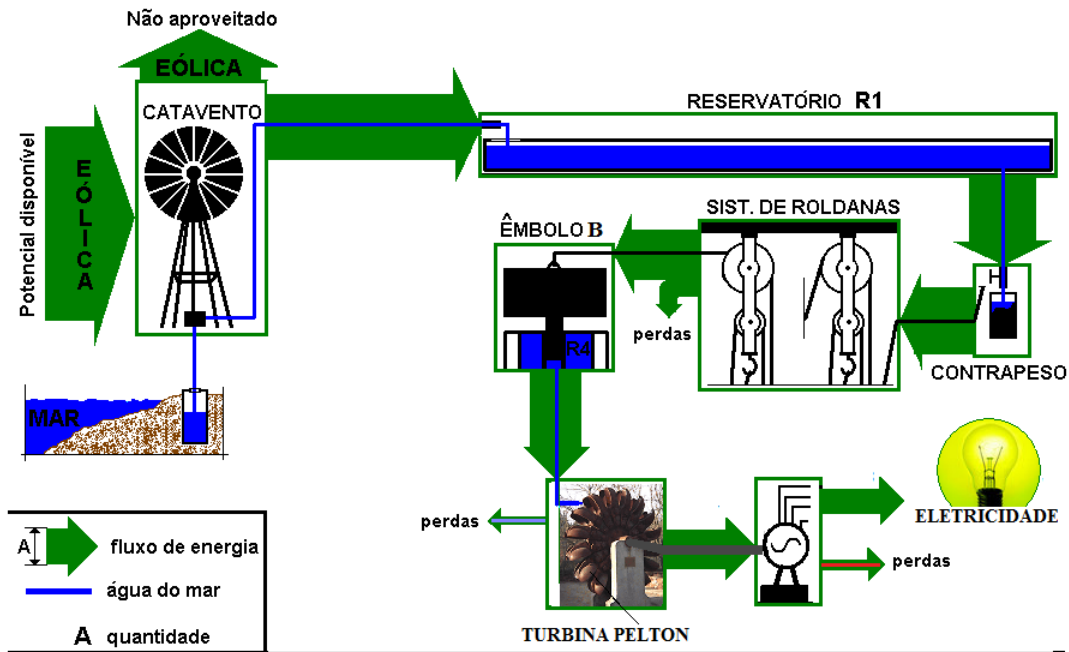 Não aproveitado
EÓLICA
CATAVENTO
Potencial disponível
EÓLICA
MAR
RESERVATÓRIO R1
SIST. DE ROLDANAS
ÊMBOLO B
R4
perdas
H
CONTRAPESO
perdas
TURBINA PELTON
ELETRICIDADE
perdas
A fluxo de energia
água do mar
A quantidade